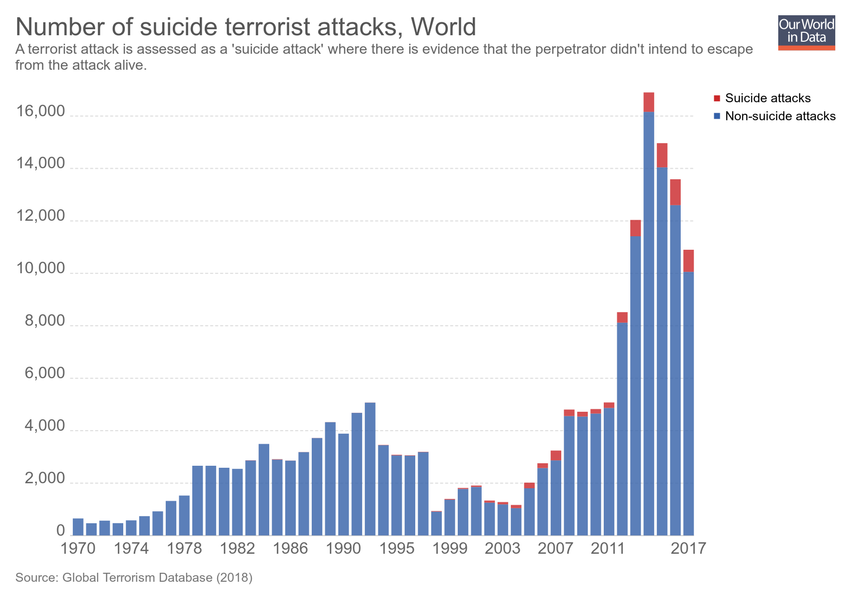 Number of suicide terrorist attacks, World
Our World
in Data
A terrorist attack is assessed as a 'suicide attack' where there is evidence that the perpetrator didn't intend to escape
from the attack alive.
Suicide attacks
Non-suicide attacks
16,000
14,000
12,000
10,000
8,000
6,000
4,000
2,000
0
1970 1974 1978 1982 1986 1990 1995 1999 2003 2007 2011 2017
Source: Global Terrorism Database (2018)